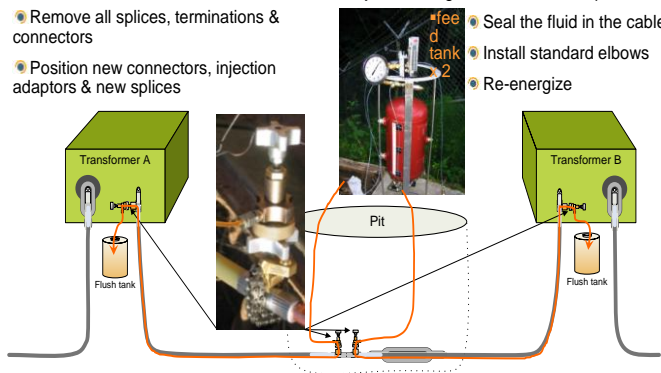 Remove all splices, terminations &
connectors
Position new connectors, injection
adaptors & new splices
fee
d
tank
2
Seal the fluid in the cable
Install standard elbows
Re-energize
Transformer A
Transformer B
Pit
Flush tank
Flush tank